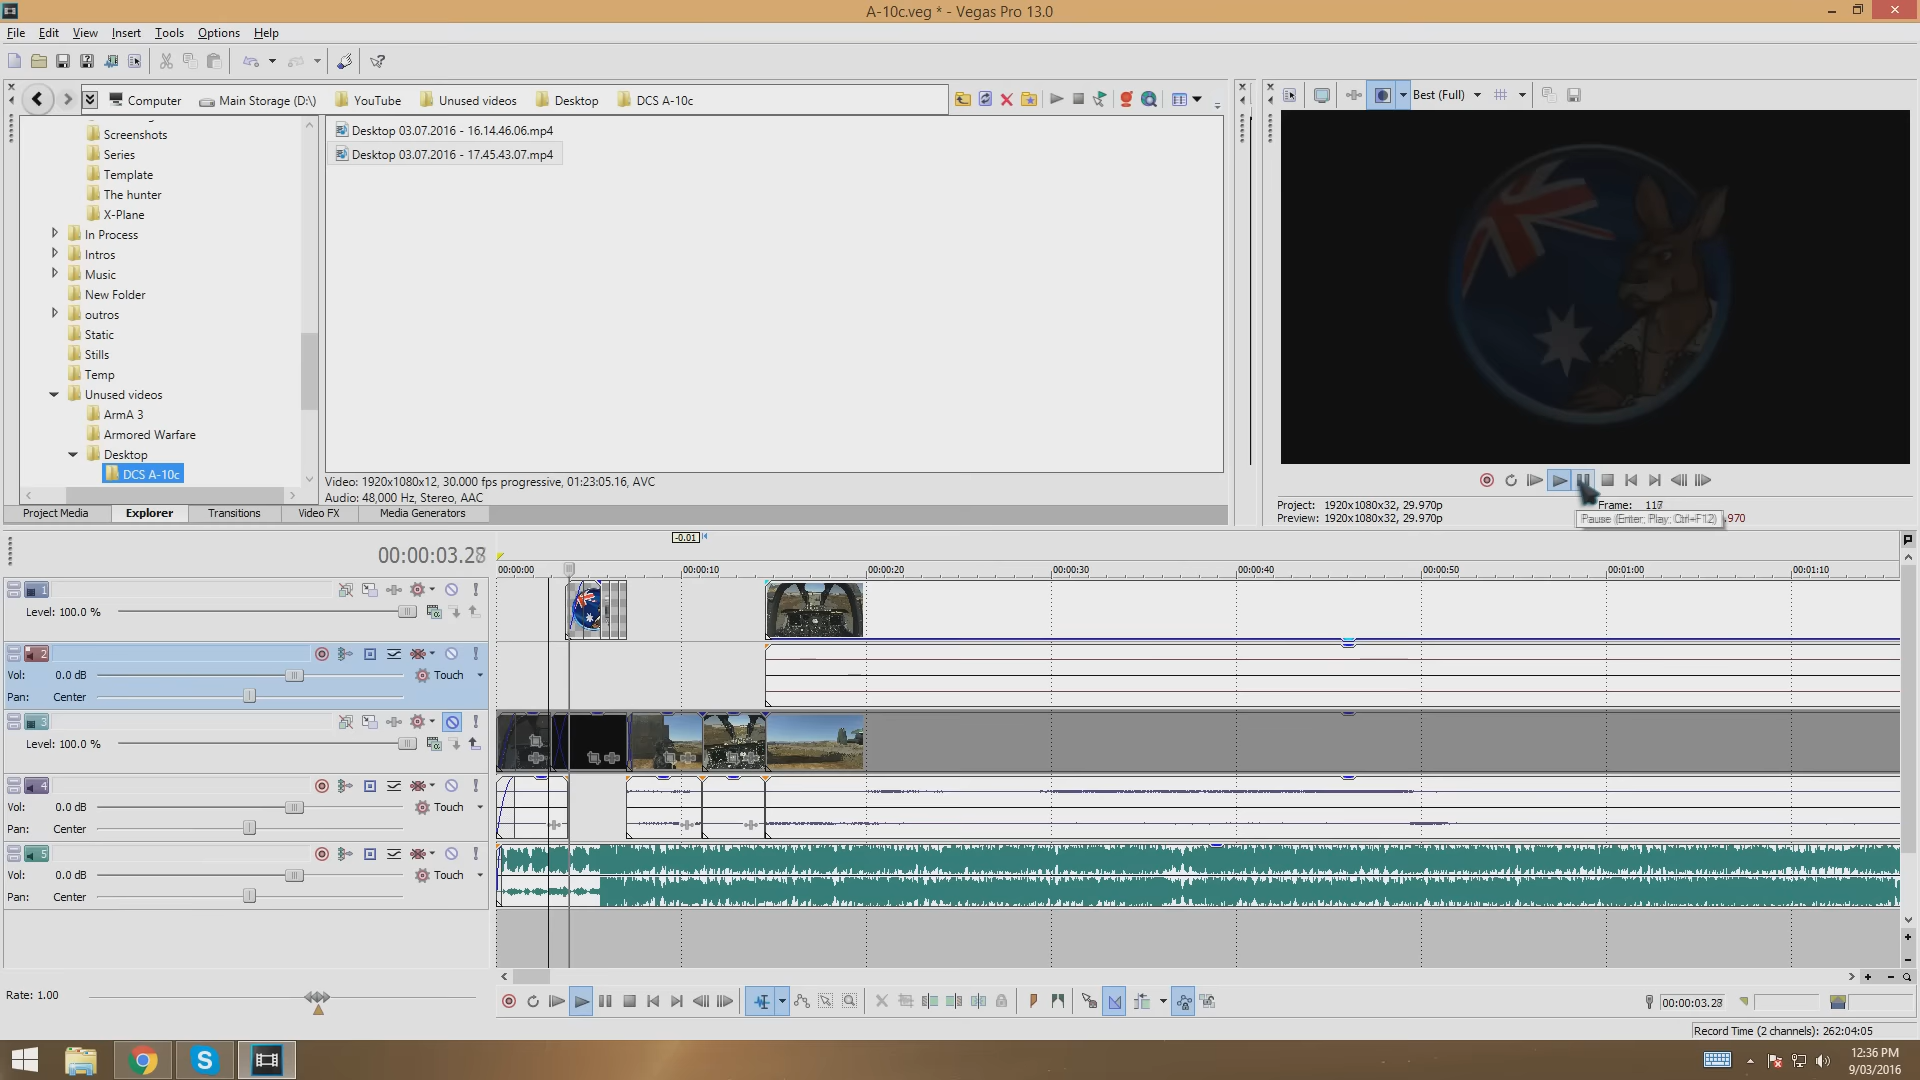 A-10c.veg * - Vegas Pro 13.0
File Edit View Insert Tools Options Help
Computer Main Storage (D:\) YouTube Unused videos Desktop DCS A-10c
Best (Full)
Screenshots
Series
Template
The hunter
X-Plane
In Process
Intros
Music
New Folder
outros
Static
Stills
Temp
Unused videos
ArmA 3
Armored Warfare
Desktop
DCS A-10c
Desktop 03.07.2016 - 16.14.46.06.mp4
Desktop 03.07.2016 - 17.45.43.07.mp4
Video: 1920x1080x12, 30.000 fps progressive, 01:23:05.16, AVC
Audio: 48,000 Hz, Stereo, AAC
Project Media Explorer Transitions Video FX Media Generators
Project: 1920x1080x32, 29.970p
Frame:
Preview: 1920x1080x32, 29.970p
Pause (Enter; Play; Ctrl+F12)
.970
-0.01
00:00:00 00:00:10 00:00:20 00:00:30 00:00:40 00:00:50 00:01:00 00:01:10
1
Level: 100.0 %
2
Vol: 0.0 dB Touch
Pan: Center
3
Level: 100.0 %
4
Vol: 0.0 dB Touch
Pan: Center
5
Vol: 0.0 dB Touch
Pan: Center
Rate: 1.00
Record Time (2 channels): 262:04:05
12:36 PM
9/03/2016